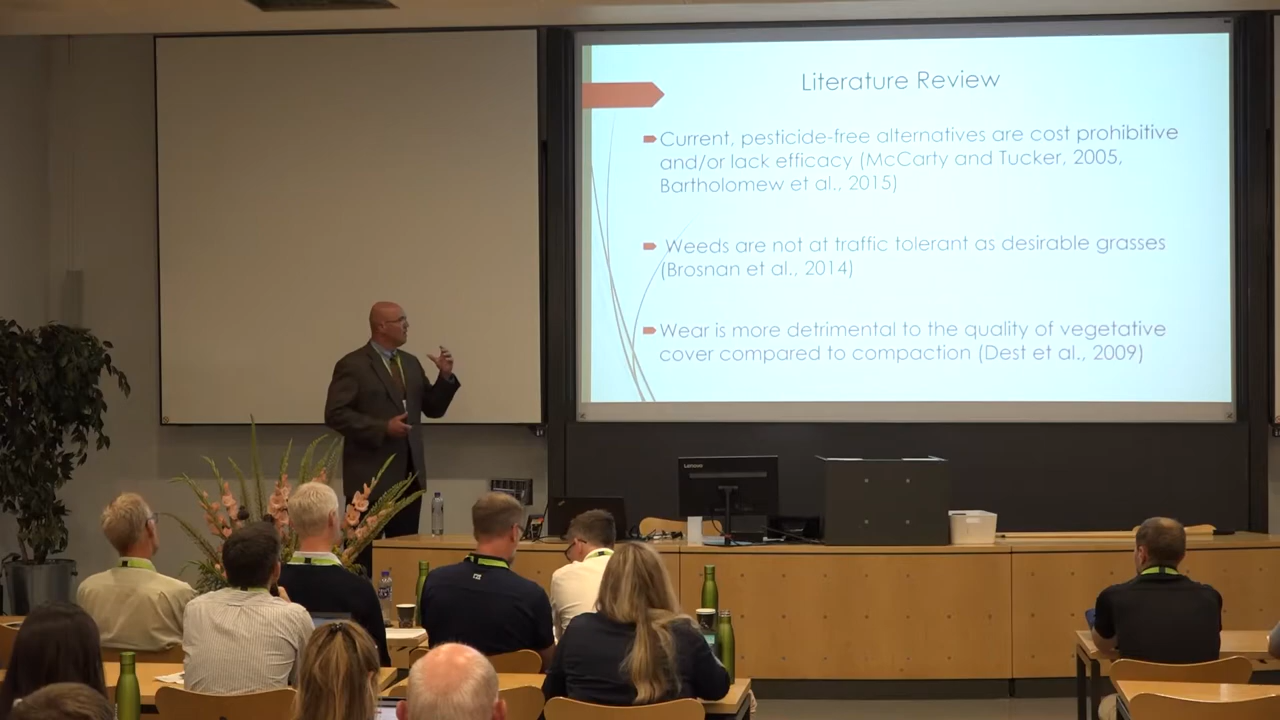 Literature Review
Current, pesticide-free alternatives are cost prohibitive
and/or lack efficacy (McCarty and Tucker, 2005,
Bartholomew et al., 2015)
Weeds are not at traffic tolerant as desirable grasses
(Brosnan et al., 2014)
Wear is more detrimental to the quality of vegetative
cover compared to compaction (Dest et al., 2009)
Lenovo